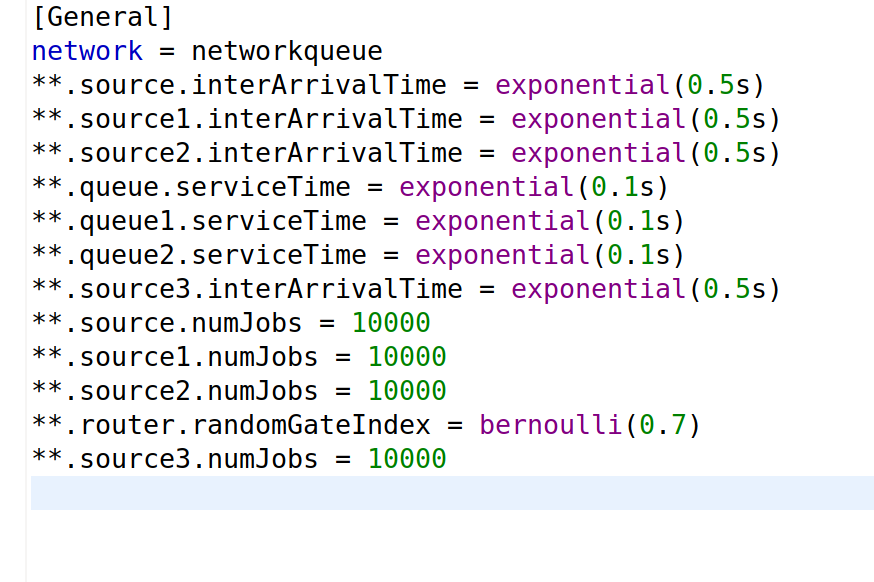 [General]
network = networkqueue
**.source.interArrivalTime = exponential(0.5s)
**.source1.interArrivalTime = exponential(0.5s)
**.source2.interArrivalTime = exponential(0.5s)
**.queue.serviceTime = exponential(0.1s)
**.queue1.serviceTime = exponential(0.1s)
**.queue2.serviceTime = exponential(0.1s)
**.source3.interArrivalTime = exponential(0.5s)
**.source.numJobs = 10000
**.source1.numJobs = 10000
**.source2.numJobs = 10000
**.router.randomGateIndex = bernoulli(0.7)
**.source3.numJobs = 10000